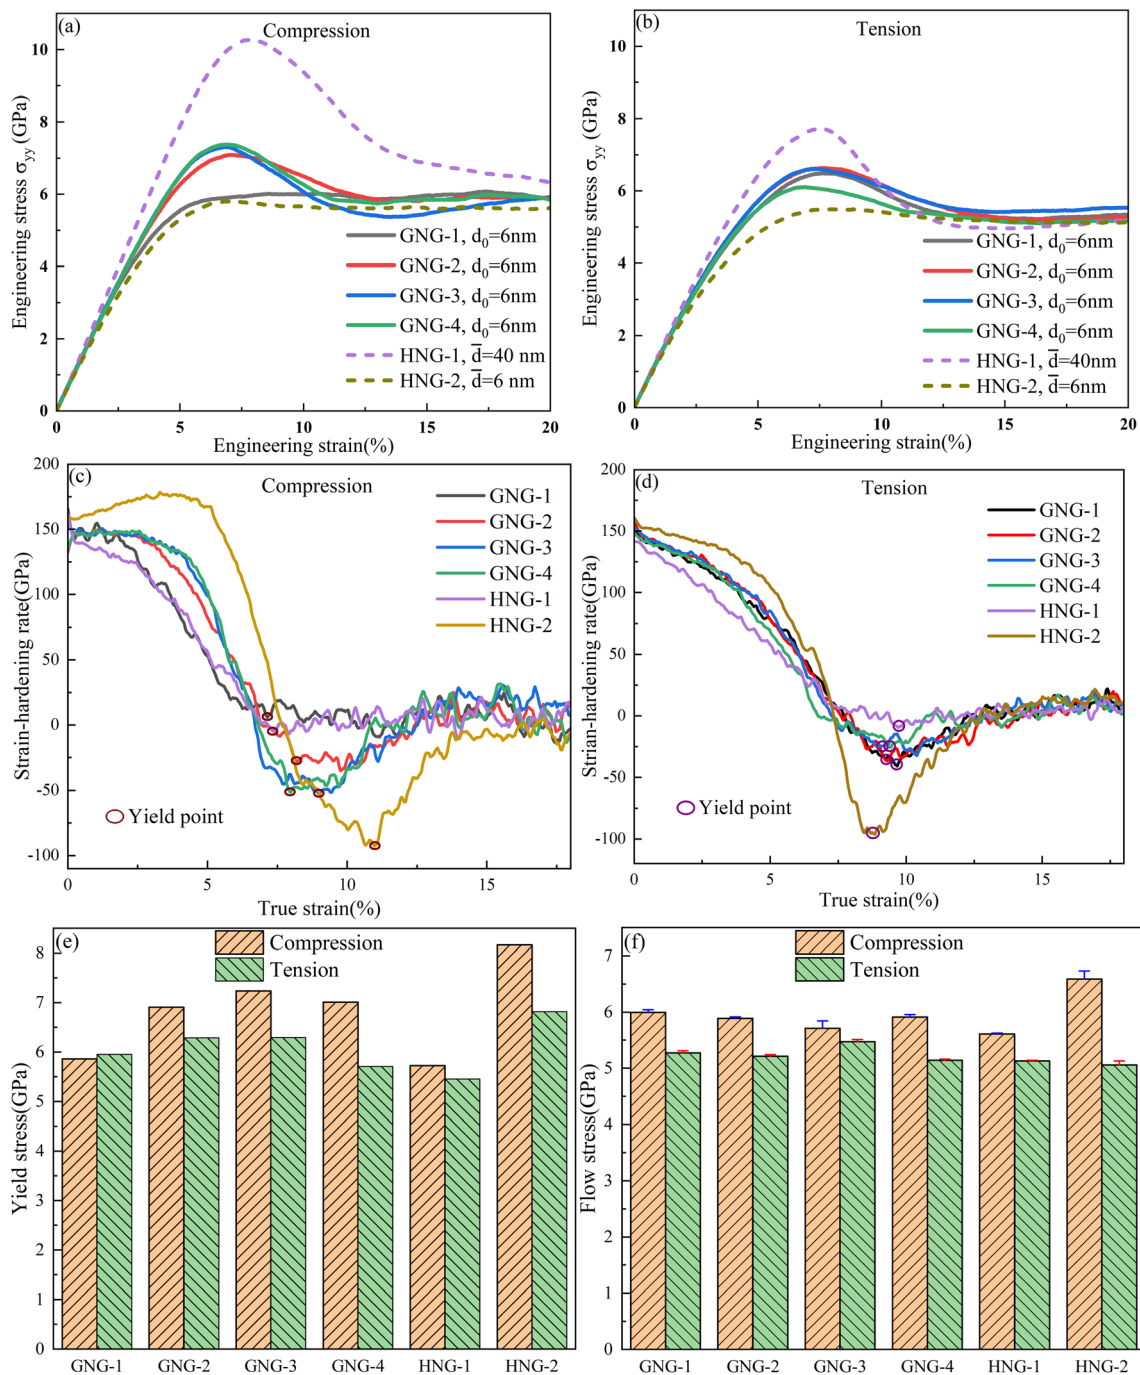 (a)
Compression
Engineering stress σyy (GPa)
10
8
6
4
2
0
GNG-1, d0=6nm
GNG-2, d0=6nm
GNG-3, d0=6nm
GNG-4, d0=6nm
HNG-1, d̅=40 nm
HNG-2, d̅=6 nm
0 5 10 15 20
Engineering strain(%)
(b)
Tension
Engineering stress σyy (GPa)
10
8
6
4
2
0
GNG-1, d0=6nm
GNG-2, d0=6nm
GNG-3, d0=6nm
GNG-4, d0=6nm
HNG-1, d̅=40nm
HNG-2, d̅=6nm
0 5 10 15 20
Engineering strain(%)
(c)
Compression
Strain-hardening rate(GPa)
200
150
100
50
0
-50
-100
GNG-1
GNG-2
GNG-3
GNG-4
HNG-1
HNG-2
Yield point
0 5 10 15
True strain(%)
(d)
Tension
Strian-hardening rate(GPa)
200
150
100
50
0
-50
-100
GNG-1
GNG-2
GNG-3
GNG-4
HNG-1
HNG-2
Yield point
0 5 10 15
True strain(%)
(e)
Compression
Tension
Yield stress(GPa)
8
7
6
5
4
3
2
1
0
GNG-1 GNG-2 GNG-3 GNG-4 HNG-1 HNG-2
(f)
Compression
Tension
Flow stress(GPa)
7
6
5
4
3
2
1
0
GNG-1 GNG-2 GNG-3 GNG-4 HNG-1 HNG-2